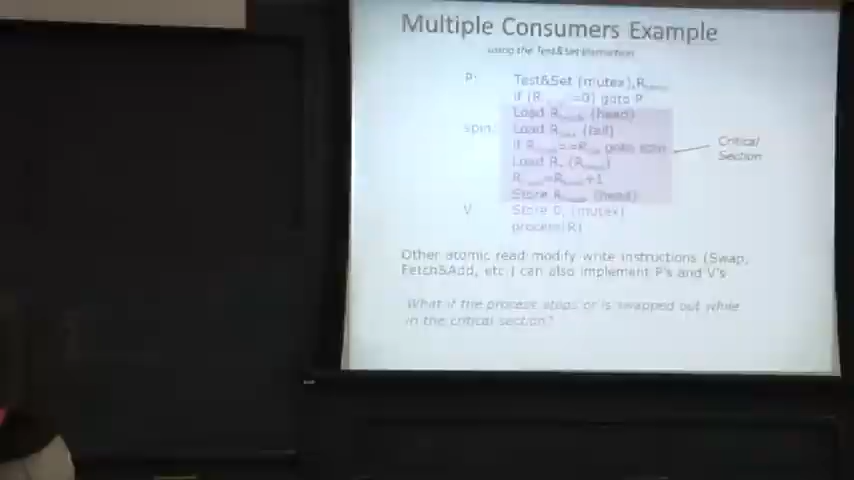 Multiple Consumers Example
using the Test&Set Instruction
P: Test&Set (mutex),R
if (R !=0) goto P
Load R (head)
spin: Load R (tail)
if R ==R goto spin
Load R (R)
R =R +1
Store R (head)
V: Store 0, (mutex)
process(R)
Critical
Section
Other atomic read modify write instructions (Swap,
Fetch&Add, etc.) can also implement P's and V's
What if the process stops or is swapped out while
in the critical section?